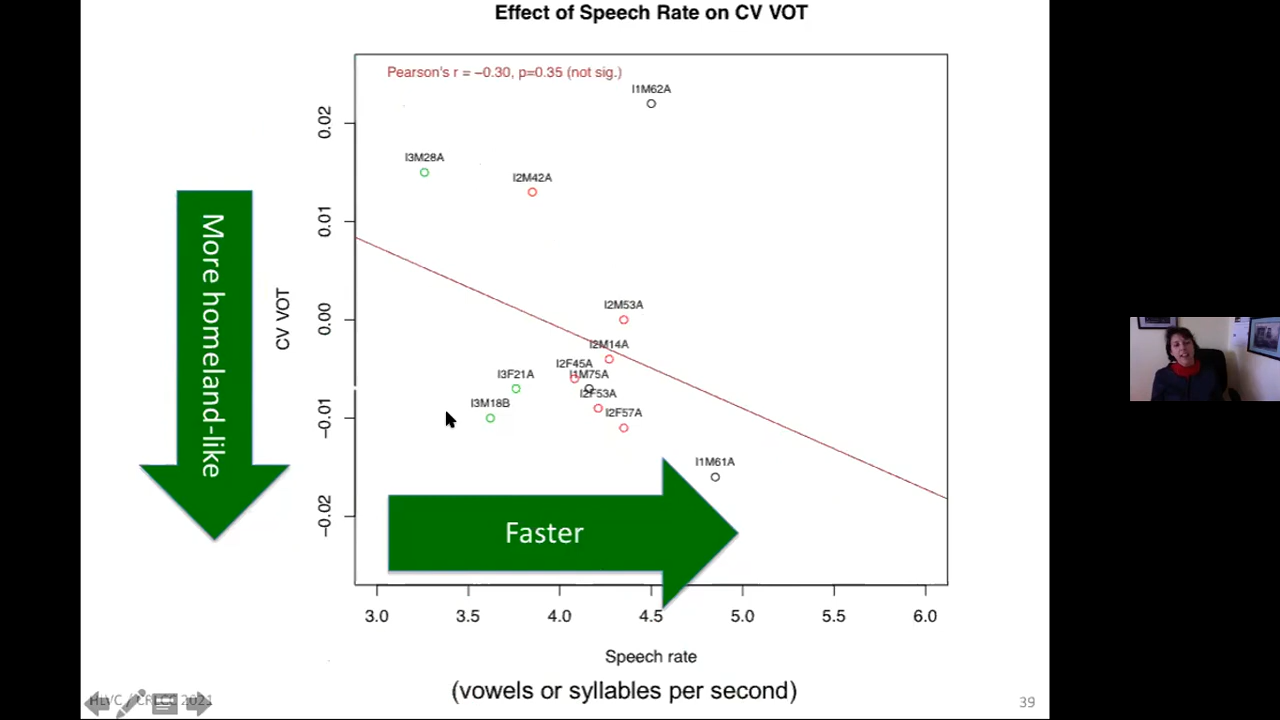 Effect of Speech Rate on CV VOT
Pearson's r = −0.30, p=0.35 (not sig.)
I1M62A
I3M28A
I2M42A
I2M53A
I2M14A
I2F45A
I1M75A
I3F21A
I2F53A
I3M18B
I2F57A
I1M61A
0.02
0.01
0.00
−0.01
−0.02
CV VOT
More homeland-like
Faster
3.0 3.5 4.0 4.5 5.0 5.5 6.0
Speech rate
(vowels or syllables per second)
HLVC / CRLCC 2021
39